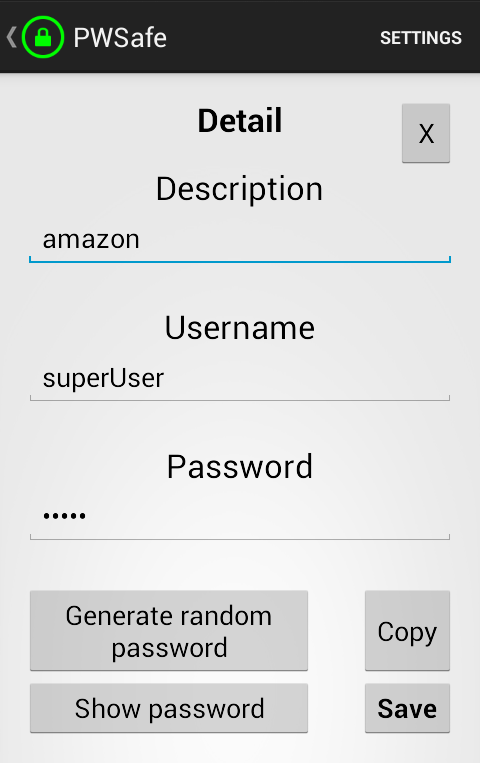 PWSafe
SETTINGS
Detail
X
Description
amazon
Username
superUser
Password
•••••
Generate random
password
Copy
Show password
Save